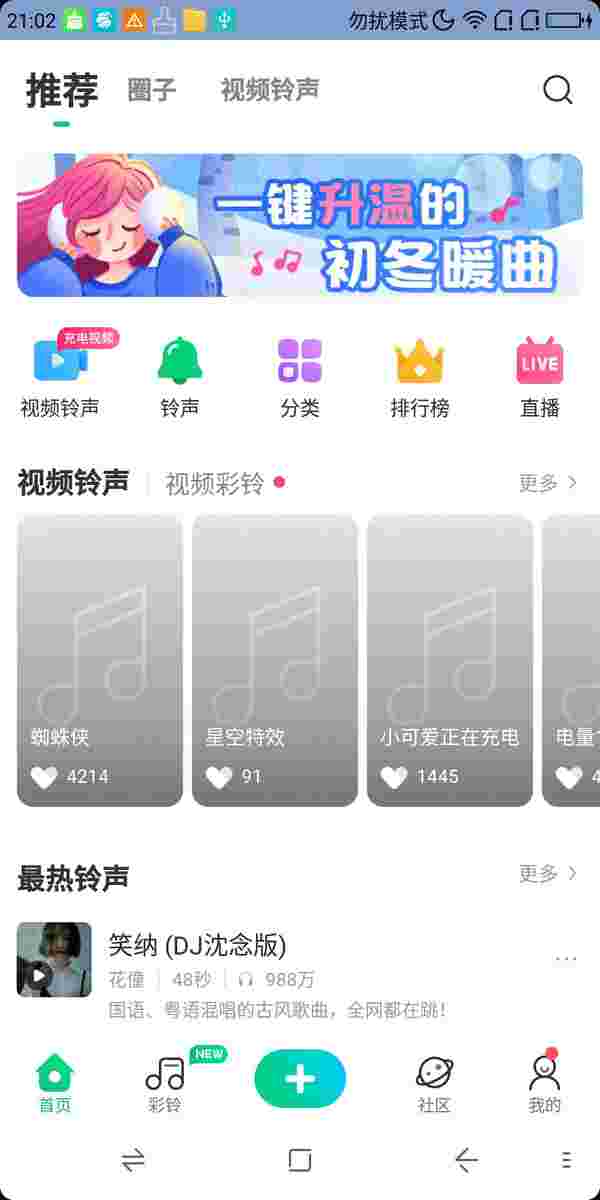 21:02
勿扰模式
推荐 圈子 视频铃声
一键升温的
初冬暖曲
充电视频
LIVE
视频铃声 铃声 分类 排行榜 直播
视频铃声 视频彩铃 更多
蜘蛛侠 星空特效 小可爱正在充电 电量
4214 91 1445 4
最热铃声 更多
笑纳 (DJ沈念版)
花僮 48秒 988万
国语、粤语混唱的古风歌曲，全网都在跳！
NEW
首页 彩铃 社区 我的